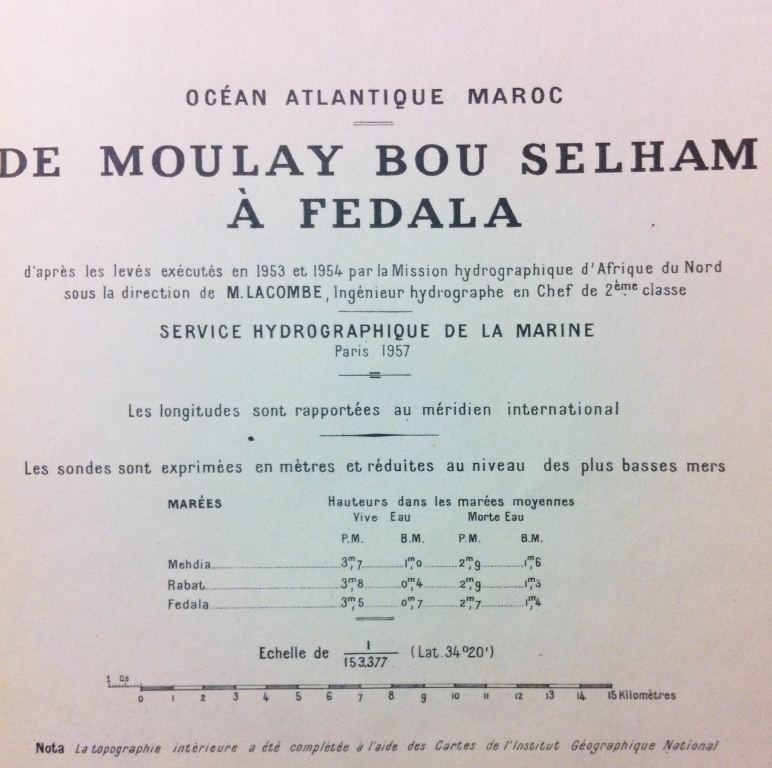 OCÉAN ATLANTIQUE MAROC
DE MOULAY BOU SELHAM
À FEDALA
d'après les levés exécutés en 1953 et 1954 par la Mission hydrographique d'Afrique du Nord
sous la direction de M. LACOMBE, Ingénieur hydrographe en Chef de 2ème classe
SERVICE HYDROGRAPHIQUE DE LA MARINE
Paris 1957
Les longitudes sont rapportées au méridien international
Les sondes sont exprimées en mètres et réduites au niveau des plus basses mers
MARÉES Hauteurs dans les marées moyennes
Vive Eau Morte Eau
P.M. B.M. P.M. B.M.
Mehdia 3m,7 1m,0 2m,9 1m,6
Rabat 3m,8 0m,4 2m,9 1m,3
Fedala 3m,5 0m,7 2m,7 1m,4
Echelle de 1/153.377 (Lat. 34°20')
1 0,5
0 1 2 3 4 5 6 7 8 9 10 11 12 13 14 15 Kilomètres
Nota La topographie intérieure a été complétée à l'aide des Cartes de l'Institut Géographique National